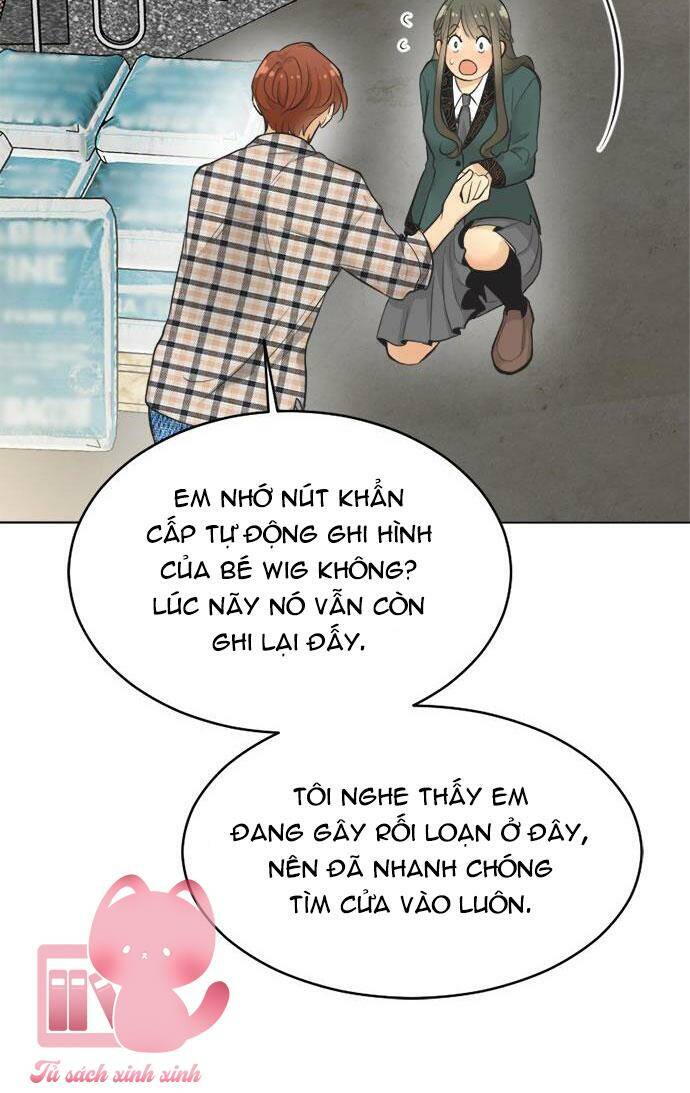 EM NHỚ NÚT KHẨN
CẤP TỰ ĐỘNG GHI HÌNH
CỦA BÉ WIG KHÔNG?
LÚC NÃY NÓ VẪN CÒN
GHI LẠI ĐẤY.
TÔI NGHE THẤY EM
ĐANG GÂY RỐI LOẠN Ở ĐÂY,
NÊN ĐÃ NHANH CHÓNG
TÌM CỬA VÀO LUÔN.
Tủ sách xinh xinh